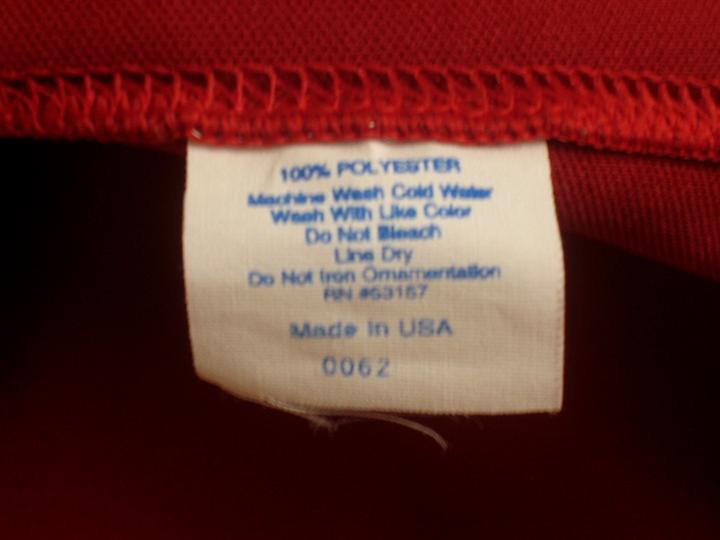 100% POLYESTER
Machine Wash Cold Water
Wash With Like Color
Do Not Bleach
Line Dry
Do Not Iron Ornamentation
RN #53157
Made in USA
0062